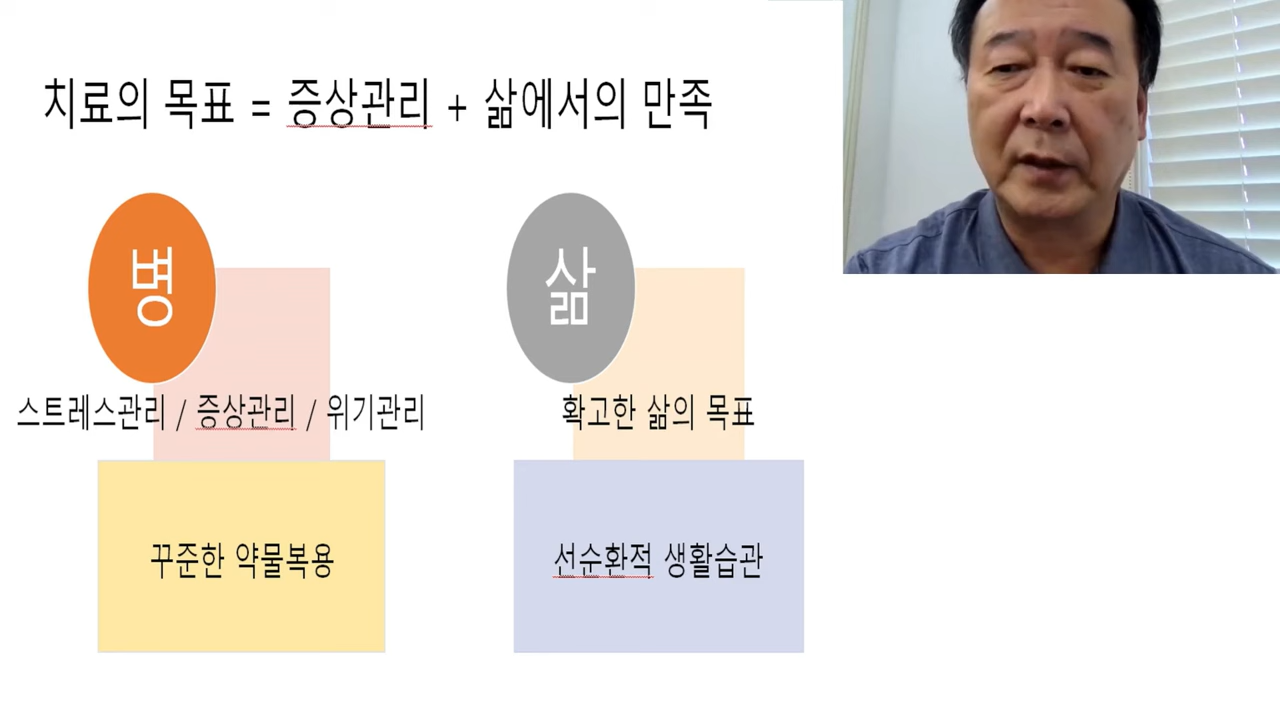 치료의 목표 = 증상관리 + 삶에서의 만족
병
스트레스관리 / 증상관리 / 위기관리
꾸준한 약물복용
삶
확고한 삶의 목표
선순환적 생활습관